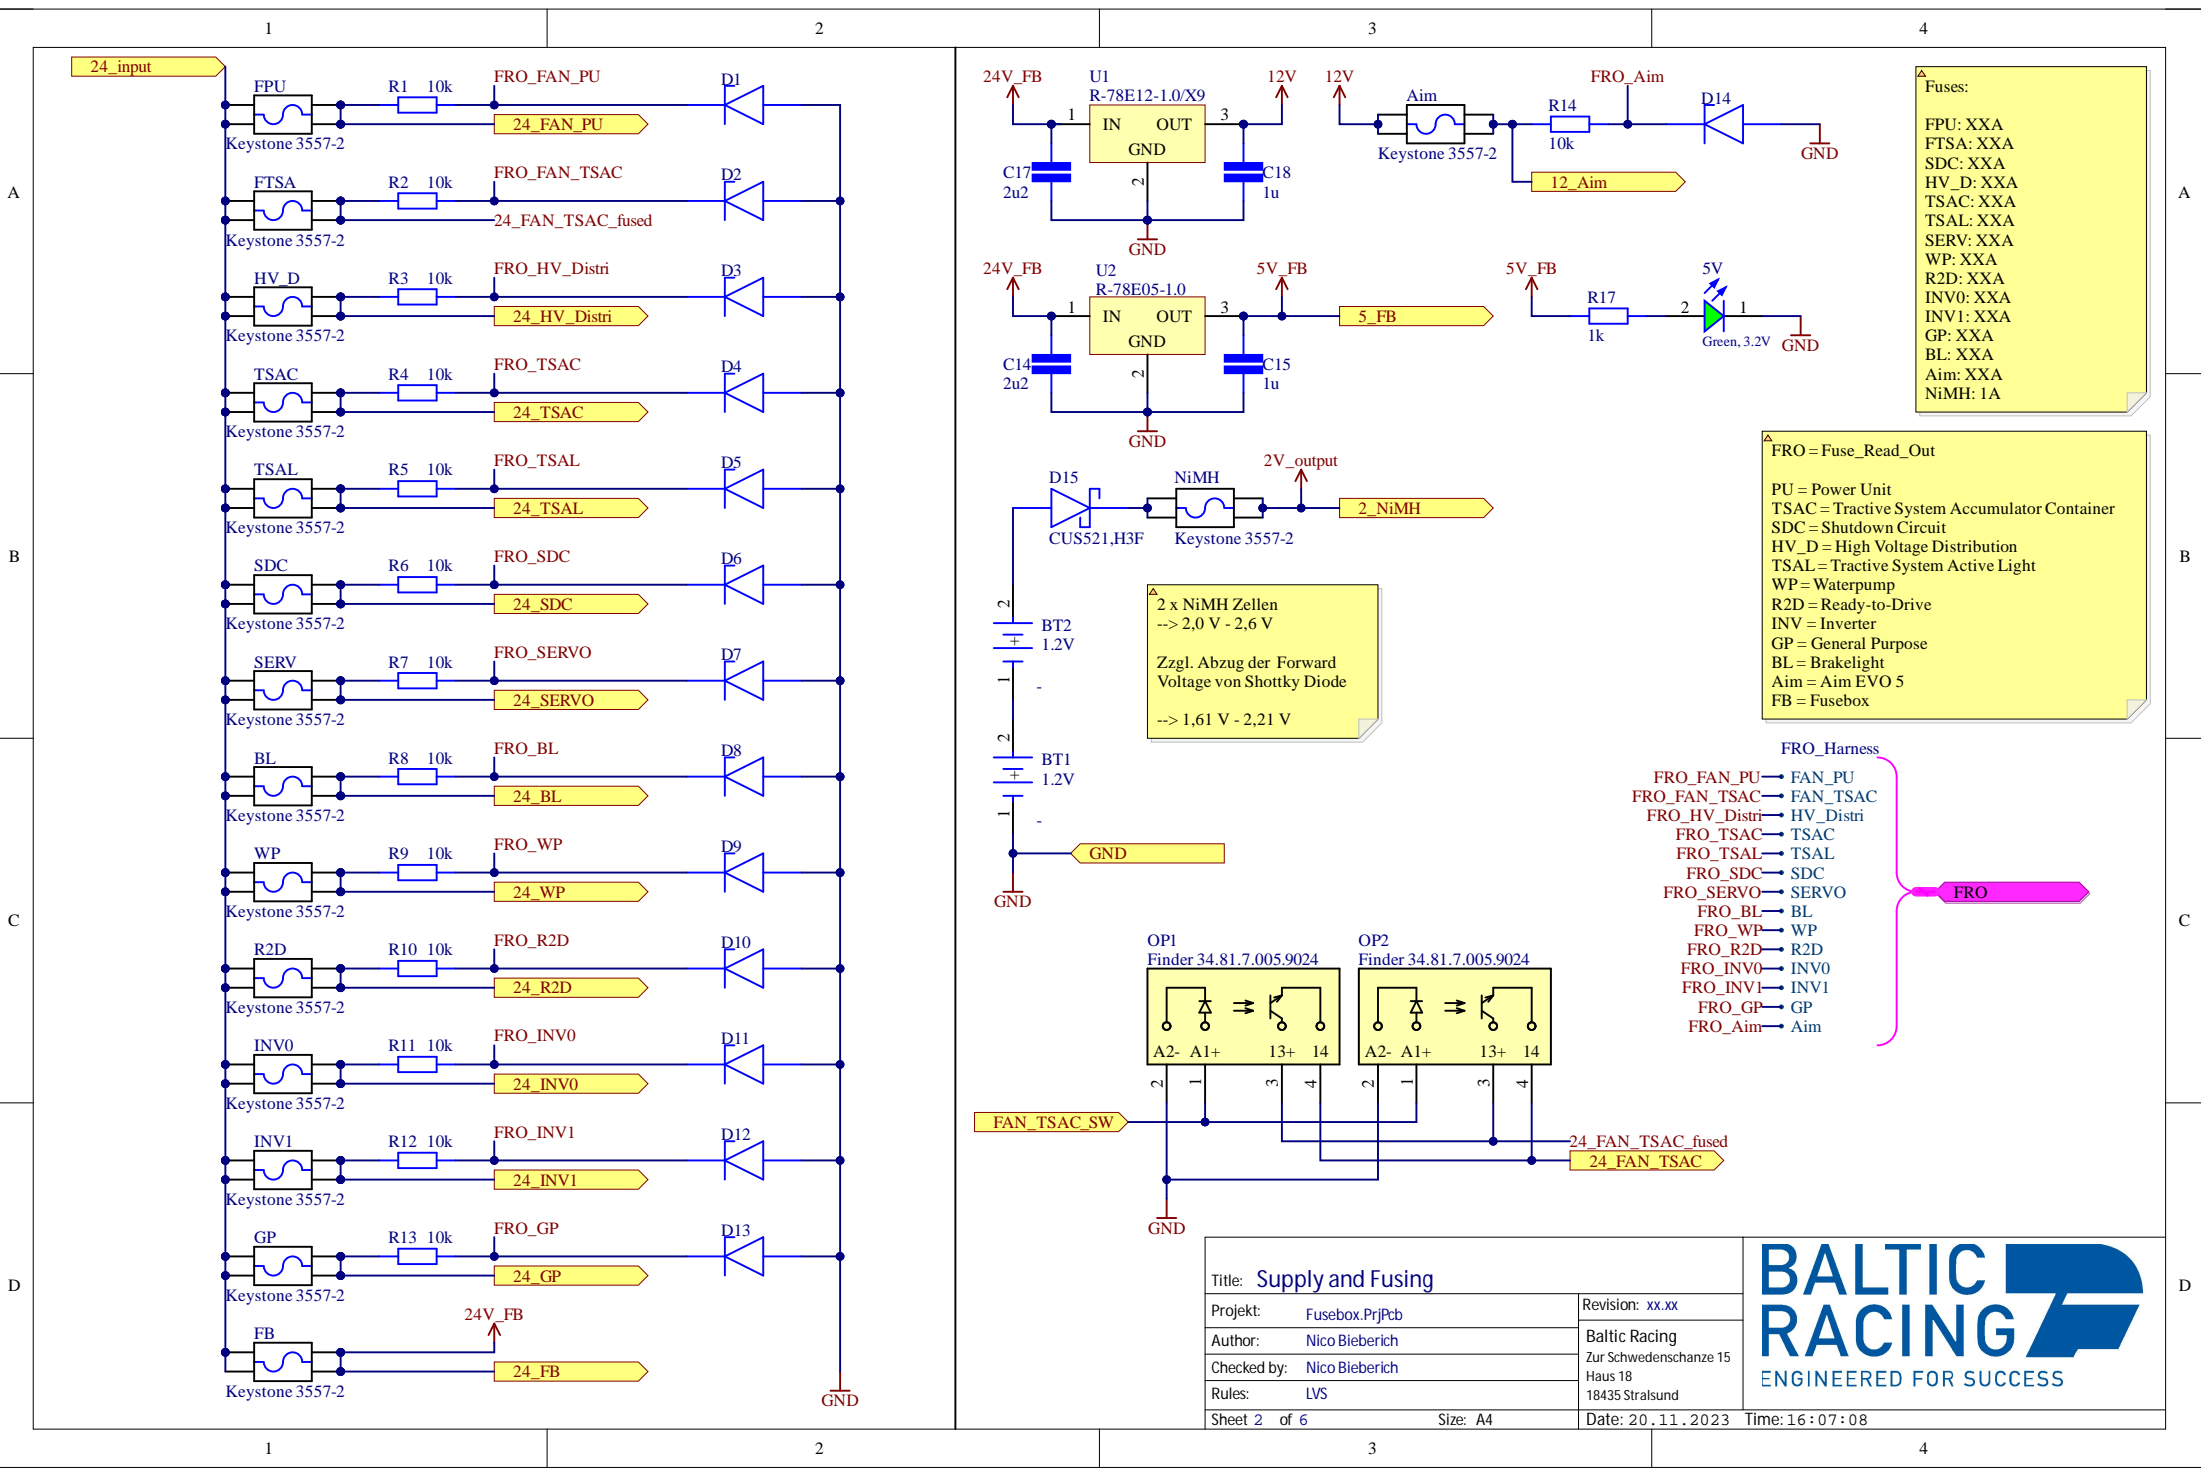 1 2 3 4
A
B
C
D
24_input
FPU
R1 10k
FRO_FAN_PU
D1
24_FAN_PU
Keystone 3557-2
FTSA
R2 10k
FRO_FAN_TSAC
D2
24_FAN_TSAC_fused
Keystone 3557-2
HV_D
R3 10k
FRO_HV_Distri
D3
24_HV_Distri
Keystone 3557-2
TSAC
R4 10k
FRO_TSAC
D4
24_TSAC
Keystone 3557-2
TSAL
R5 10k
FRO_TSAL
D5
24_TSAL
Keystone 3557-2
SDC
R6 10k
FRO_SDC
D6
24_SDC
Keystone 3557-2
SERV
R7 10k
FRO_SERVO
D7
24_SERVO
Keystone 3557-2
BL
R8 10k
FRO_BL
D8
24_BL
Keystone 3557-2
WP
R9 10k
FRO_WP
D9
24_WP
Keystone 3557-2
R2D
R10 10k
FRO_R2D
D10
24_R2D
Keystone 3557-2
INV0
R11 10k
FRO_INV0
D11
24_INV0
Keystone 3557-2
INV1
R12 10k
FRO_INV1
D12
24_INV1
Keystone 3557-2
GP
R13 10k
FRO_GP
D13
24_GP
Keystone 3557-2
24V_FB
FB
24_FB
Keystone 3557-2
GND
24V_FB
U1
R-78E12-1.0/X9
12V
1 IN OUT 3
GND
2
C17
2u2
C18
1u
GND
12V
Aim
Keystone 3557-2
R14
10k
FRO_Aim
D14
GND
12_Aim
24V_FB
U2
R-78E05-1.0
5V_FB
1 IN OUT 3
GND
2
5_FB
C14
2u2
C15
1u
GND
5V_FB
R17
1k
5V
2 1
Green, 3.2V
GND
D15
CUS521,H3F
NiMH
Keystone 3557-2
2V_output
2_NiMH
2
BT2
+
1.2V
1
-
2
BT1
+
1.2V
1
-
GND
GND
2 x NiMH Zellen
--> 2,0 V - 2,6 V
Zzgl. Abzug der Forward
Voltage von Shottky Diode
--> 1,61 V - 2,21 V
Fuses:
FPU: XXA
FTSA: XXA
SDC: XXA
HV_D: XXA
TSAC: XXA
TSAL: XXA
SERV: XXA
WP: XXA
R2D: XXA
INV0: XXA
INV1: XXA
GP: XXA
BL: XXA
Aim: XXA
NiMH: 1A
FRO = Fuse_Read_Out
PU = Power Unit
TSAC = Tractive System Accumulator Container
SDC = Shutdown Circuit
HV_D = High Voltage Distribution
TSAL = Tractive System Active Light
WP = Waterpump
R2D = Ready-to-Drive
INV = Inverter
GP = General Purpose
BL = Brakelight
Aim = Aim EVO 5
FB = Fusebox
FRO_Harness
FRO_FAN_PU FAN_PU
FRO_FAN_TSAC FAN_TSAC
FRO_HV_Distri HV_Distri
FRO_TSAC TSAC
FRO_TSAL TSAL
FRO_SDC SDC
FRO_SERVO SERVO
FRO_BL BL
FRO_WP WP
FRO_R2D R2D
FRO_INV0 INV0
FRO_INV1 INV1
FRO_GP GP
FRO_Aim Aim
FRO
OP1
Finder 34.81.7.005.9024
A2- A1+ 13+ 14
2 1 3 4
OP2
Finder 34.81.7.005.9024
A2- A1+ 13+ 14
2 1 3 4
FAN_TSAC_SW
24_FAN_TSAC_fused
24_FAN_TSAC
GND
Title: Supply and Fusing
Projekt: Fusebox.PrjPcb
Author: Nico Bieberich
Checked by: Nico Bieberich
Rules: LVS
Sheet 2 of 6 Size: A4
Revision: xx.xx
Baltic Racing
Zur Schwedenschanze 15
Haus 18
18435 Stralsund
Date: 20.11.2023 Time: 16:07:08
BALTIC
RACING
ENGINEERED FOR SUCCESS
A
B
C
D
1 2 3 4